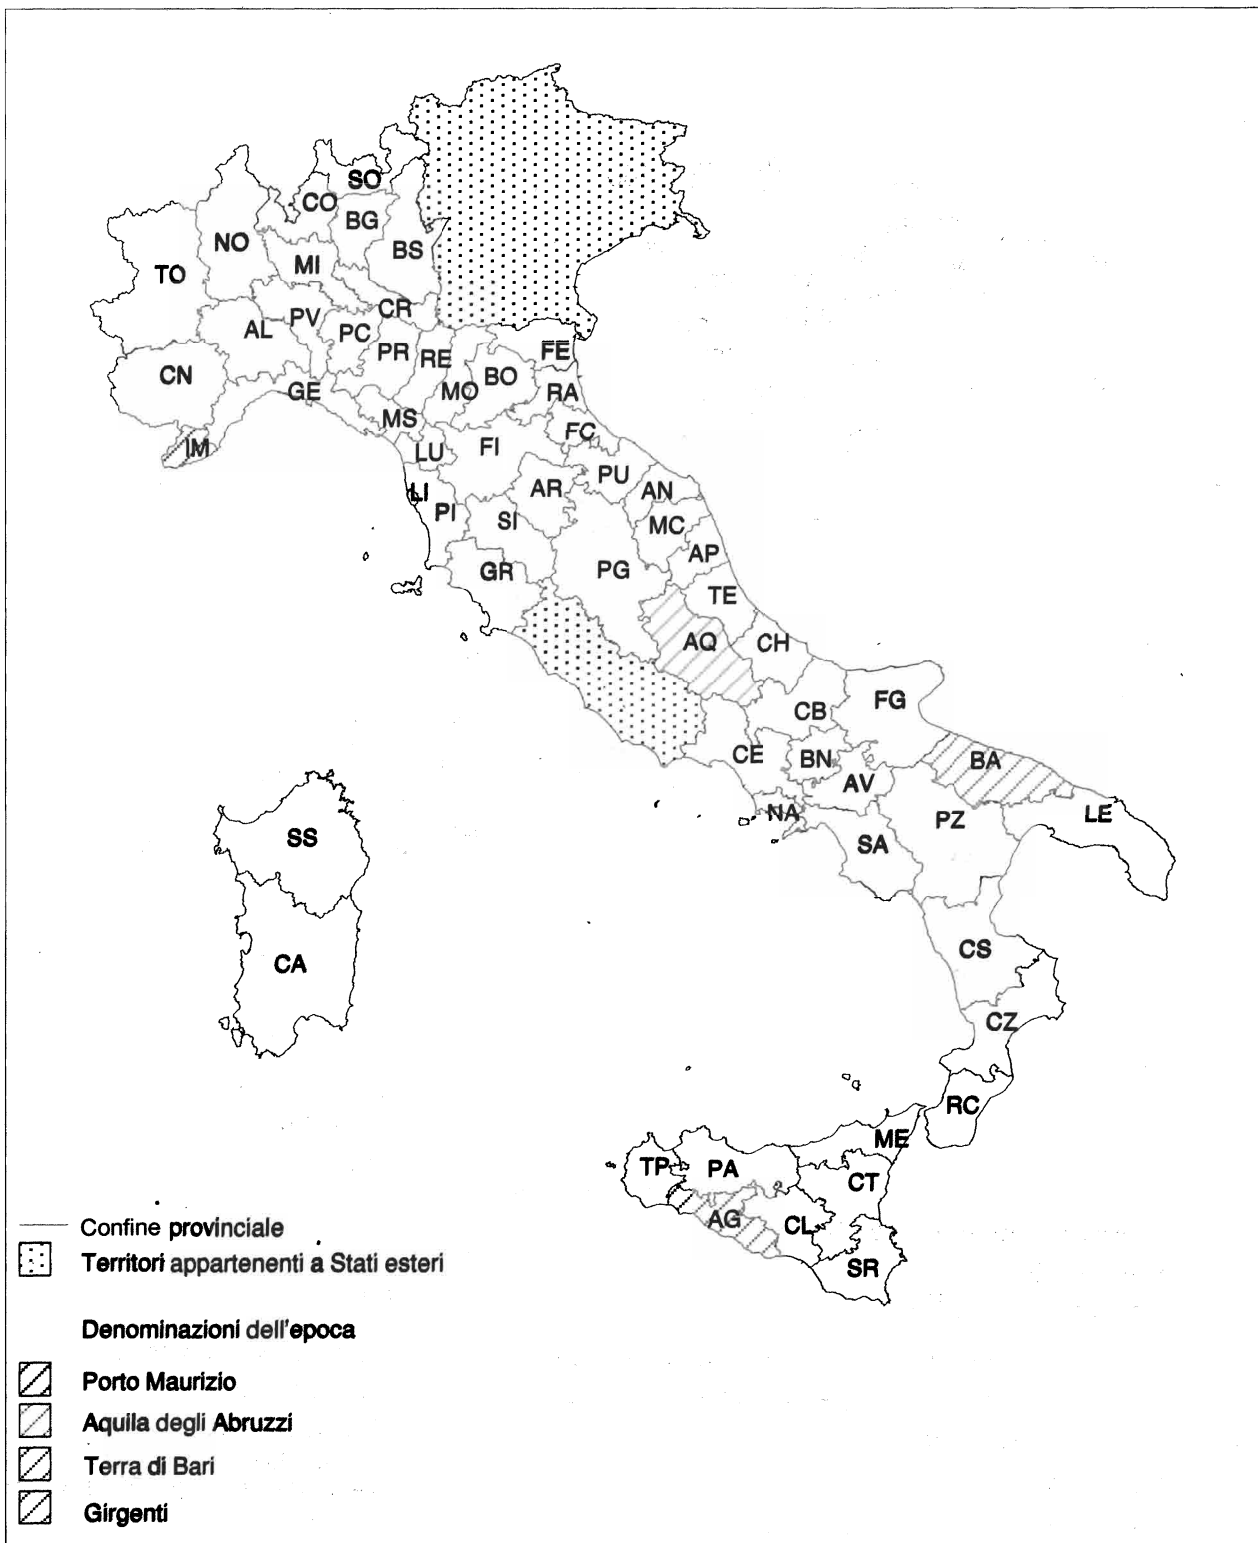 SO
CO
BG
NO
BS
MI
TO
CR
PV
AL
PC
PR
RE
FE
CN
BO
MO
GE
RA
MS
FC
IM
LU
FI
PU
LI
AR
AN
PI
SI
MC
AP
GR
PG
TE
AQ
CH
FG
CB
CE
BN
BA
AV
NA
PZ
LE
SS
SA
CS
CA
CZ
RC
ME
TP
PA
CT
AG
CL
SR
Confine provinciale
Territori appartenenti a Stati esteri
Denominazioni dell'epoca
Porto Maurizio
Aquila degli Abruzzi
Terra di Bari
Girgenti